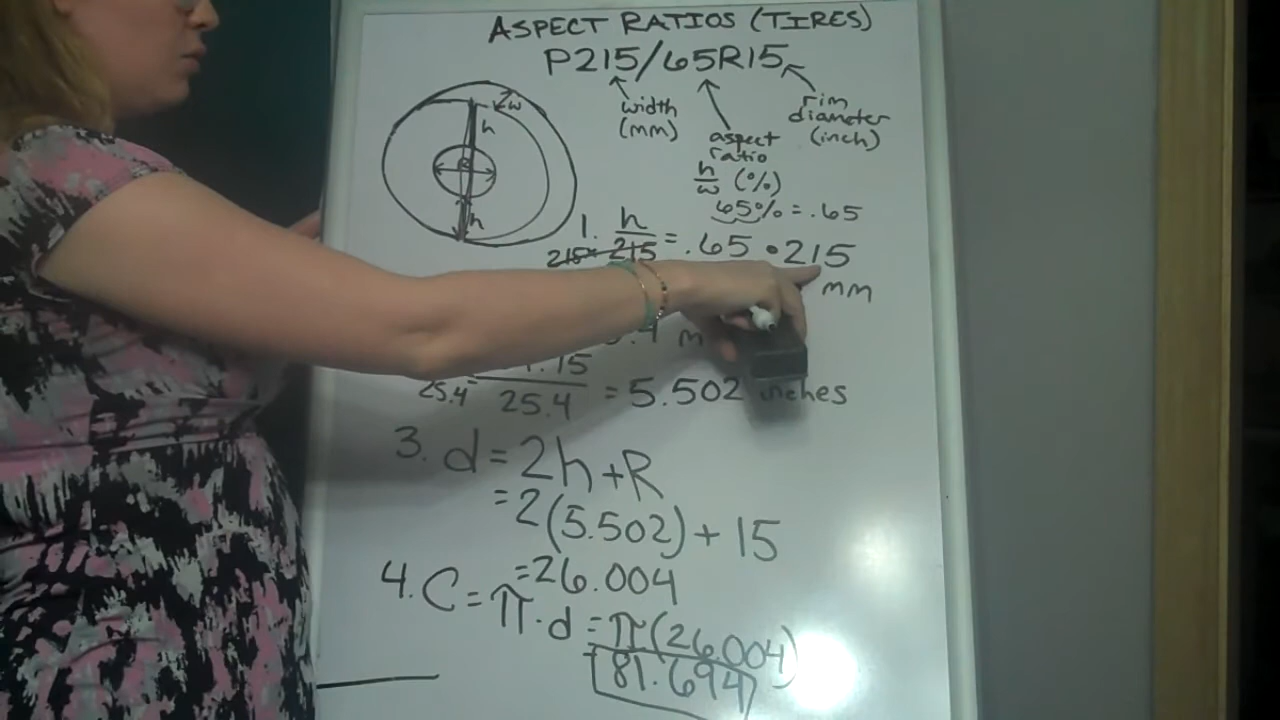 ASPECT RATIOS (TIRES)
P215/65R15
width
(mm)
aspect
ratio
h/w (%)
rim
diameter
(inch)
w
h
R
h
65% = .65
1. h/215 = .65 • 215
215•
mm
m
.15
25.4 = 5.502 inches
25.4
3. d = 2h + R
= 2(5.502) + 15
= 26.004
4. C = π · d = π(26.004)
81.694